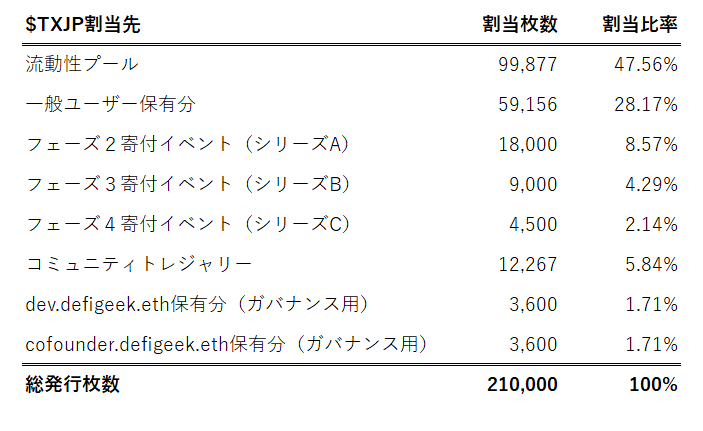 $TXJP割当先 割当枚数 割当比率
流動性プール 99,877 47.56%
一般ユーザー保有分 59,156 28.17%
フェーズ２寄付イベント（シリーズA） 18,000 8.57%
フェーズ３寄付イベント（シリーズB） 9,000 4.29%
フェーズ４寄付イベント（シリーズC） 4,500 2.14%
コミュニティトレジャリー 12,267 5.84%
dev.defigeek.eth保有分（ガバナンス用） 3,600 1.71%
cofounder.defigeek.eth保有分（ガバナンス用） 3,600 1.71%
総発行枚数 210,000 100%